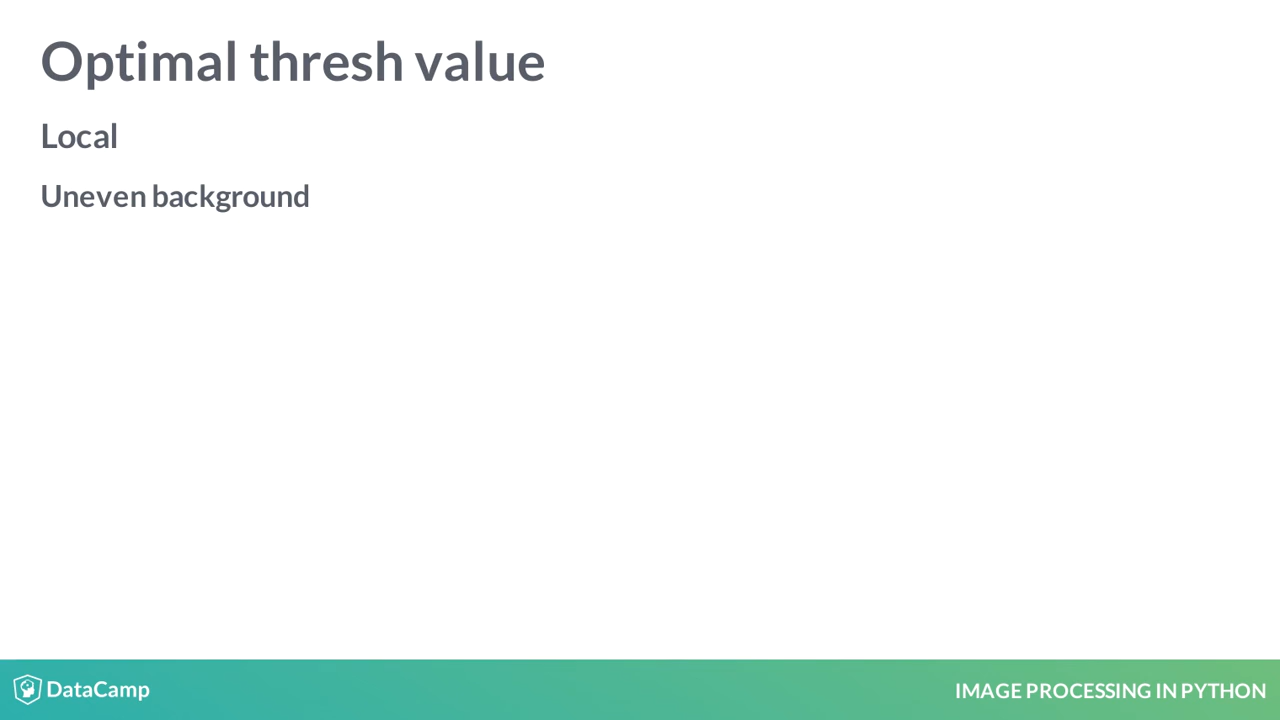 Optimal thresh value
Local
Uneven background
DataCamp
IMAGE PROCESSING IN PYTHON